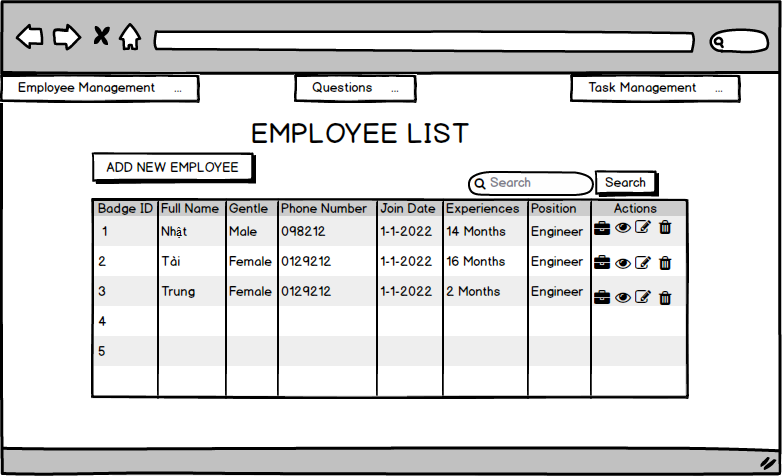 Employee Management ...
Questions ...
Task Management ...
EMPLOYEE LIST
ADD NEW EMPLOYEE
Search
Search
Badge ID Full Name Gentle Phone Number Join Date Experiences Position Actions
1 Nhật Male 098212 1-1-2022 14 Months Engineer
2 Tài Female 0129212 1-1-2022 16 Months Engineer
3 Trung Female 0129212 1-1-2022 2 Months Engineer
4
5